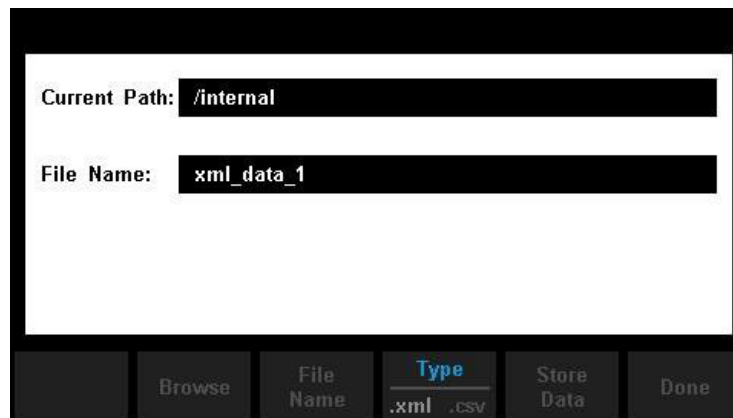 Current Path: /internal
File Name: xml_data_1
Browse
File
Name
Type
.xml .csv
Store
Data
Done